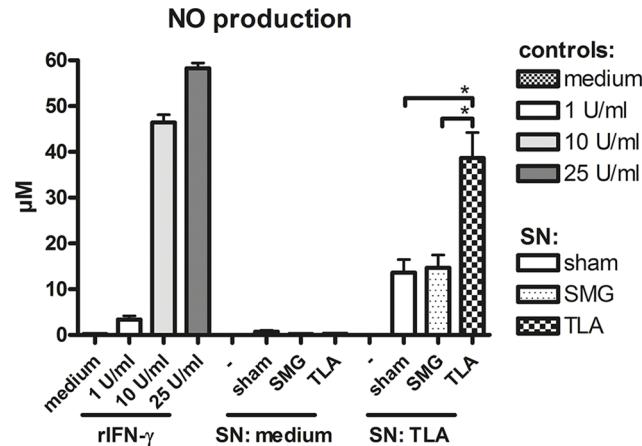 NO production
60
50
40
30
20
10
0
µM
* 
*
medium
1 U/ml
10 U/ml
25 U/ml
-
sham
SMG
TLA
-
sham
SMG
TLA
rIFN-γ
SN: medium
SN: TLA
controls:
medium
1 U/ml
10 U/ml
25 U/ml
SN:
sham
SMG
TLA